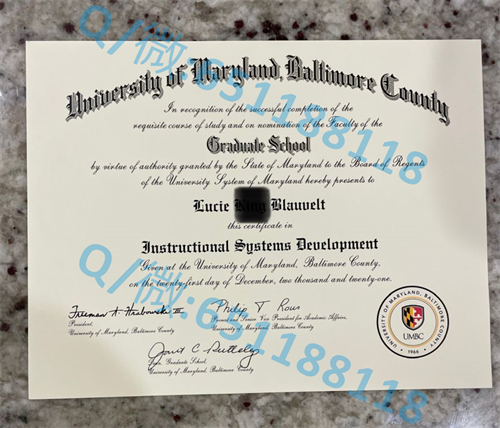 University of Maryland, Baltimore County
In recognition of the successful completion of the
requisite course of study and on nomination of the Faculty of the
Graduate School
by virtue of authority granted by the State of Maryland to the Board of Regents
of the University System of Maryland hereby presents to
Lucie King Blauvelt
this certificate in
Instructional Systems Development
Given at the University of Maryland, Baltimore County,
on the twenty-first day of December, two thousand and twenty-one.
President,
University of Maryland, Baltimore County
Provost and Senior Vice President for Academic Affairs,
University of Maryland, Baltimore County
Dean Graduate School,
University of Maryland, Baltimore County
UNIVERSITY OF MARYLAND, BALTIMORE COUNTY
UMBC
1966
Q/微:651188118
Q/微:651188118